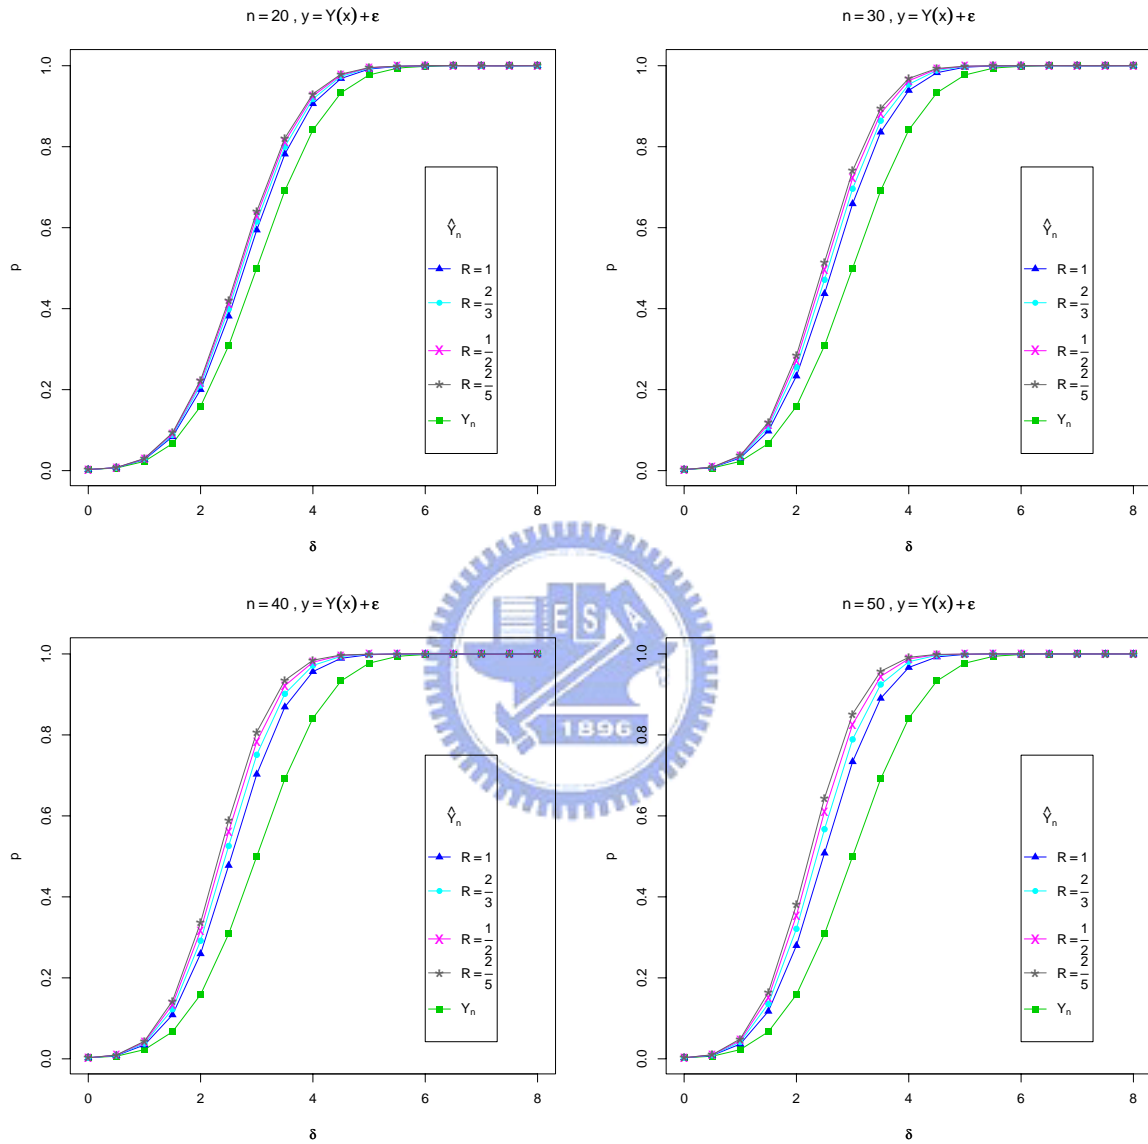 n = 20 , y = Y(x) + ε
p
0.0 0.2 0.4 0.6 0.8 1.0
0 2 4 6 8
δ
Ŷn
R = 1
R = 2/3
R = 1/2
R = 2/5
Yn
n = 30 , y = Y(x) + ε
p
0.0 0.2 0.4 0.6 0.8 1.0
0 2 4 6 8
δ
Ŷn
R = 1
R = 2/3
R = 1/2
R = 2/5
Yn
E S A
1896
n = 40 , y = Y(x) + ε
p
0.0 0.2 0.4 0.6 0.8 1.0
0 2 4 6 8
δ
Ŷn
R = 1
R = 2/3
R = 1/2
R = 2/5
Yn
n = 50 , y = Y(x) + ε
p
0.0 0.2 0.4 0.6 0.8 1.0
0 2 4 6 8
δ
Ŷn
R = 1
R = 2/3
R = 1/2
R = 2/5
Yn